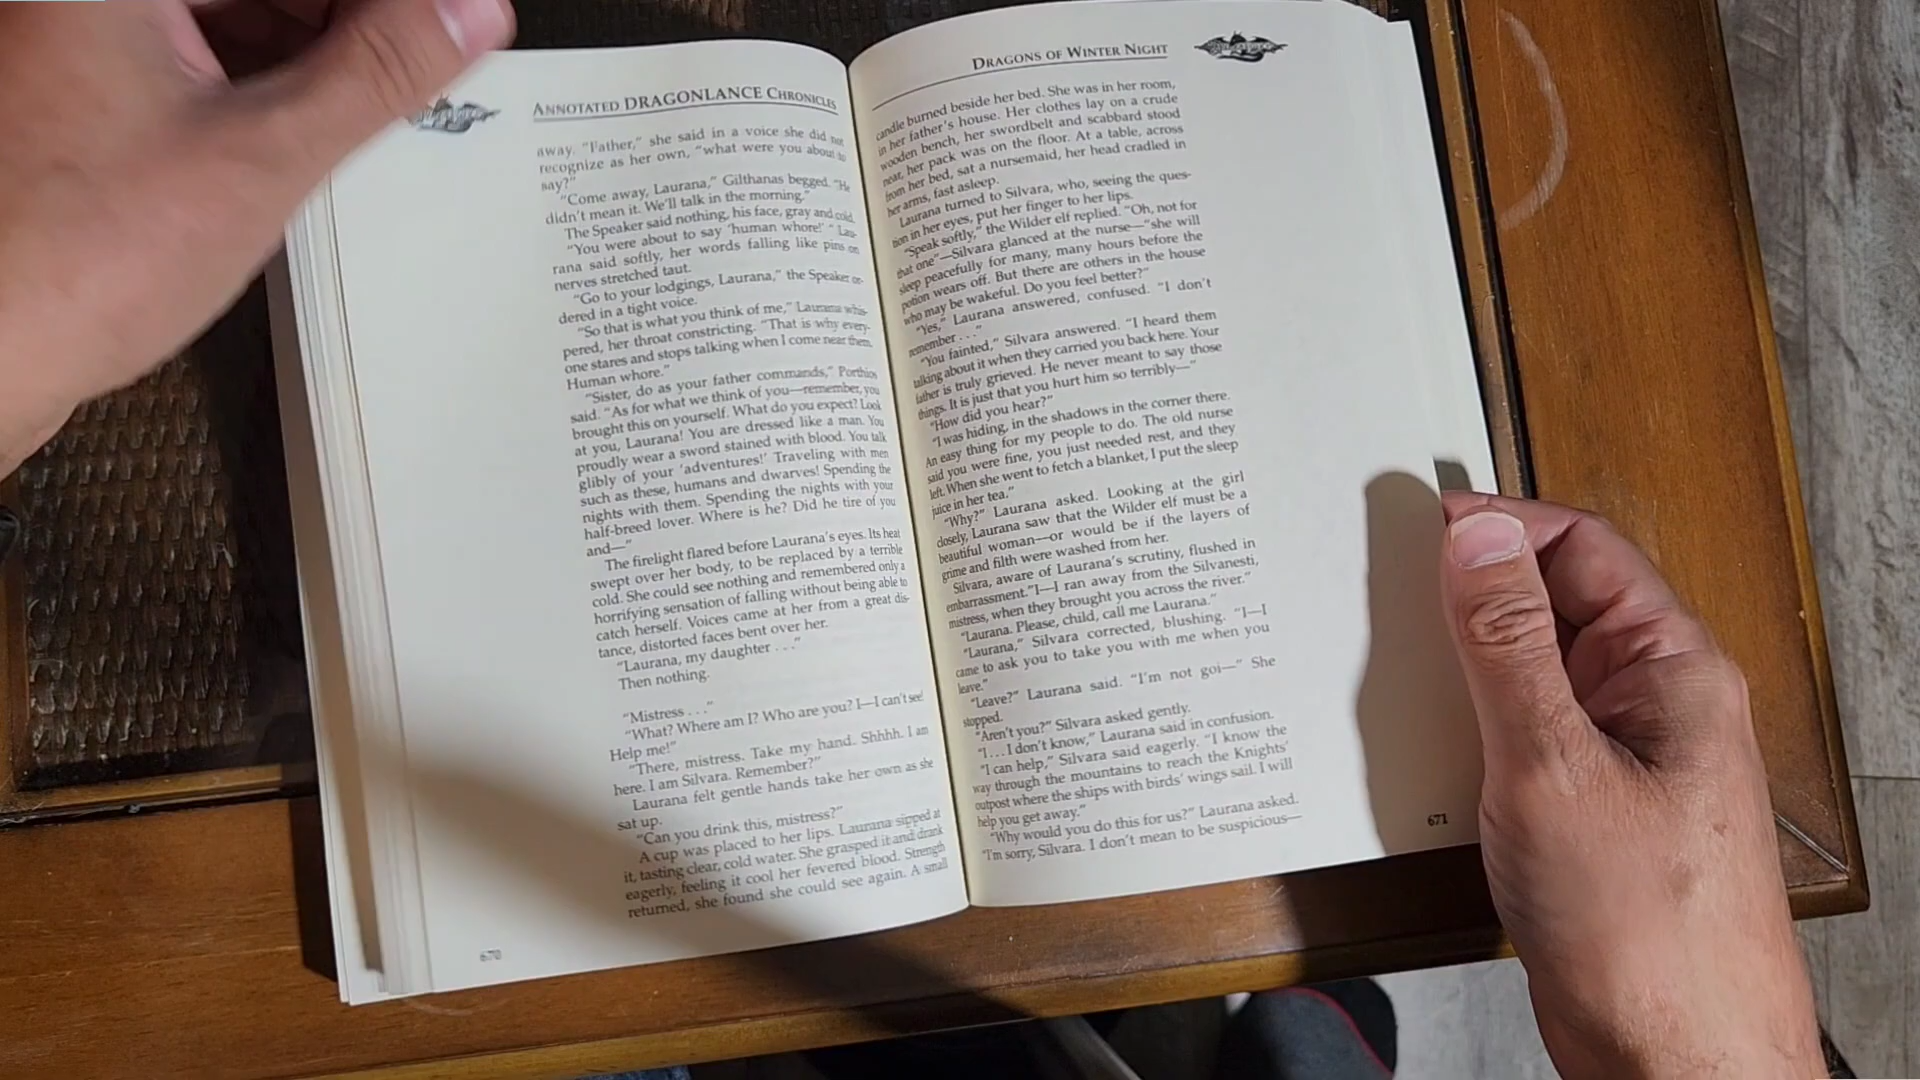 ANNOTATED DRAGONLANCE CHRONICLES
away. “Father,” she said in a voice she did not
recognize as her own, “what were you about to
say?”
“Come away, Laurana,” Gilthanas begged. “He
didn’t mean it. We’ll talk in the morning.”
The Speaker said nothing, his face, gray and cold.
“You were about to say ‘human whore!’ ” Lau-
rana said softly, her words falling like pins on
nerves stretched taut.
“Go to your lodgings, Laurana,” the Speaker or-
dered in a tight voice.
“So that is what you think of me,” Laurana whis-
pered, her throat constricting. “That is why every-
one stares and stops talking when I come near them.
Human whore.”
“Sister, do as your father commands,” Porthios
said. “As for what we think of you—remember, you
brought this on yourself. What do you expect? Look
at you, Laurana! You are dressed like a man. You
proudly wear a sword stained with blood. You talk
glibly of your ‘adventures!’ Traveling with men
such as these, humans and dwarves! Spending the
nights with them. Spending the nights with your
half-breed lover. Where is he? Did he tire of you
and—”
The firelight flared before Laurana’s eyes. Its heat
swept over her body, to be replaced by a terrible
cold. She could see nothing and remembered only a
horrifying sensation of falling without being able to
catch herself. Voices came at her from a great dis-
tance, distorted faces bent over her.
“Laurana, my daughter . . .”
Then nothing.
“Mistress . . .”
“What? Where am I? Who are you? I—I can’t see!
Help me!”
“There, mistress. Take my hand. Shhhh. I am
here. I am Silvara. Remember?”
Laurana felt gentle hands take her own as she
sat up.
“Can you drink this, mistress?”
A cup was placed to her lips. Laurana sipped at
it, tasting clear, cold water. She grasped it and drank
eagerly, feeling it cool her fevered blood. Strength
returned, she found she could see again. A small
670
DRAGONS OF WINTER NIGHT
candle burned beside her bed. She was in her room,
in her father’s house. Her clothes lay on a crude
wooden bench, her swordbelt and scabbard stood
near, her pack was on the floor. At a table, across
from her bed, sat a nursemaid, her head cradled in
her arms, fast asleep.
Laurana turned to Silvara, who, seeing the ques-
tion in her eyes, put her finger to her lips.
“Speak softly,” the Wilder elf replied. “Oh, not for
that one”—Silvara glanced at the nurse—“she will
sleep peacefully for many, many hours before the
potion wears off. But there are others in the house
who may be wakeful. Do you feel better?”
“Yes,” Laurana answered, confused. “I don’t
remember . . .”
“You fainted,” Silvara answered. “I heard them
talking about it when they carried you back here. Your
father is truly grieved. He never meant to say those
things. It is just that you hurt him so terribly—”
“How did you hear?”
“I was hiding, in the shadows in the corner there.
An easy thing for my people to do. The old nurse
said you were fine, you just needed rest, and they
left. When she went to fetch a blanket, I put the sleep
juice in her tea.”
“Why?” Laurana asked. Looking at the girl
closely, Laurana saw that the Wilder elf must be a
beautiful woman—or would be if the layers of
grime and filth were washed from her.
Silvara, aware of Laurana’s scrutiny, flushed in
embarrassment. “I—I ran away from the Silvanesti,
mistress, when they brought you across the river.”
“Laurana. Please, child, call me Laurana.”
“Laurana,” Silvara corrected, blushing. “I—I
came to ask you to take you with me when you
leave.”
“Leave?” Laurana said. “I’m not goi—” She
stopped.
“Aren’t you?” Silvara asked gently.
“I . . . I don’t know,” Laurana said in confusion.
“I can help,” Silvara said eagerly. “I know the
way through the mountains to reach the Knights’
outpost where the ships with birds’ wings sail. I will
help you get away.”
“Why would you do this for us?” Laurana asked.
“I’m sorry, Silvara. I don’t mean to be suspicious—
671